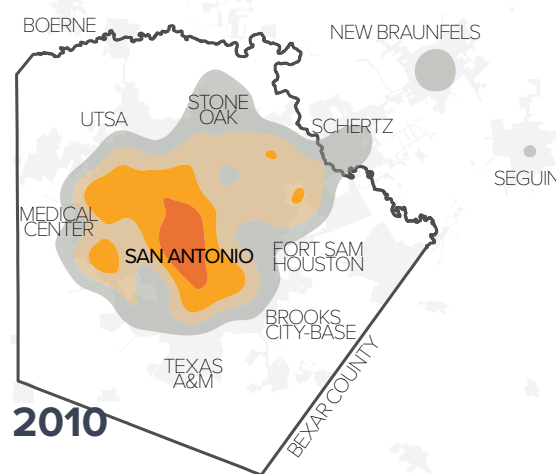 BOERNE
NEW BRAUNFELS
STONE
OAK
UTSA
SCHERTZ
SEGUIN
MEDICAL
CENTER
SAN ANTONIO
FORT SAM
HOUSTON
BROOKS
CITY-BASE
TEXAS
A&M
BEXAR COUNTY
2010